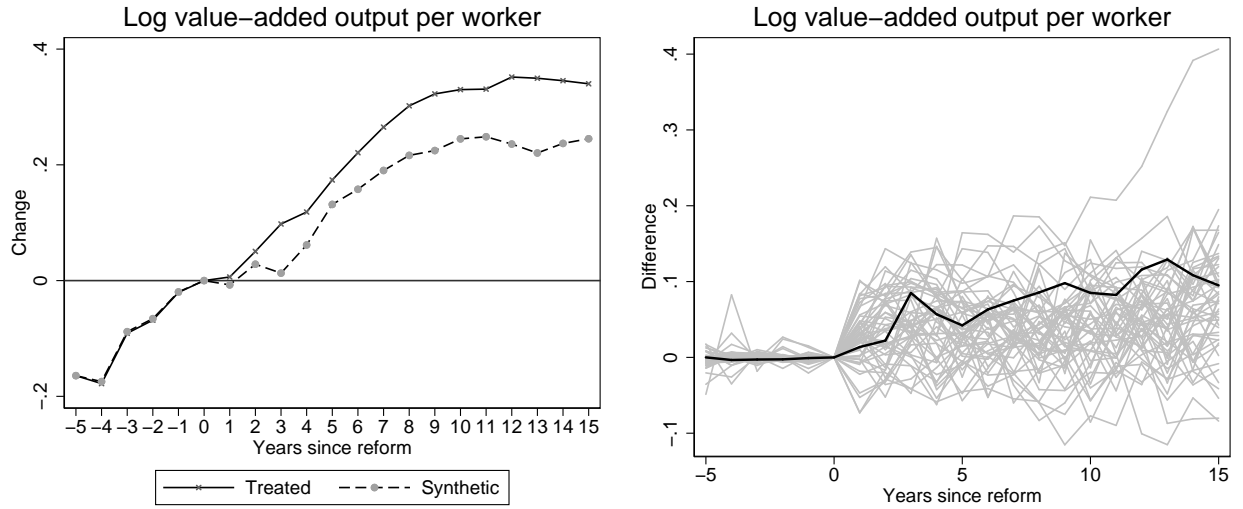 Log value−added output per worker
Change
.4
.2
0
−.2
−5 −4 −3 −2 −1 0 1 2 3 4 5 6 7 8 9 10 11 12 13 14 15
Years since reform
Treated
Synthetic
Log value−added output per worker
Difference
.4
.3
.2
.1
0
−.1
−5 0 5 10 15
Years since reform